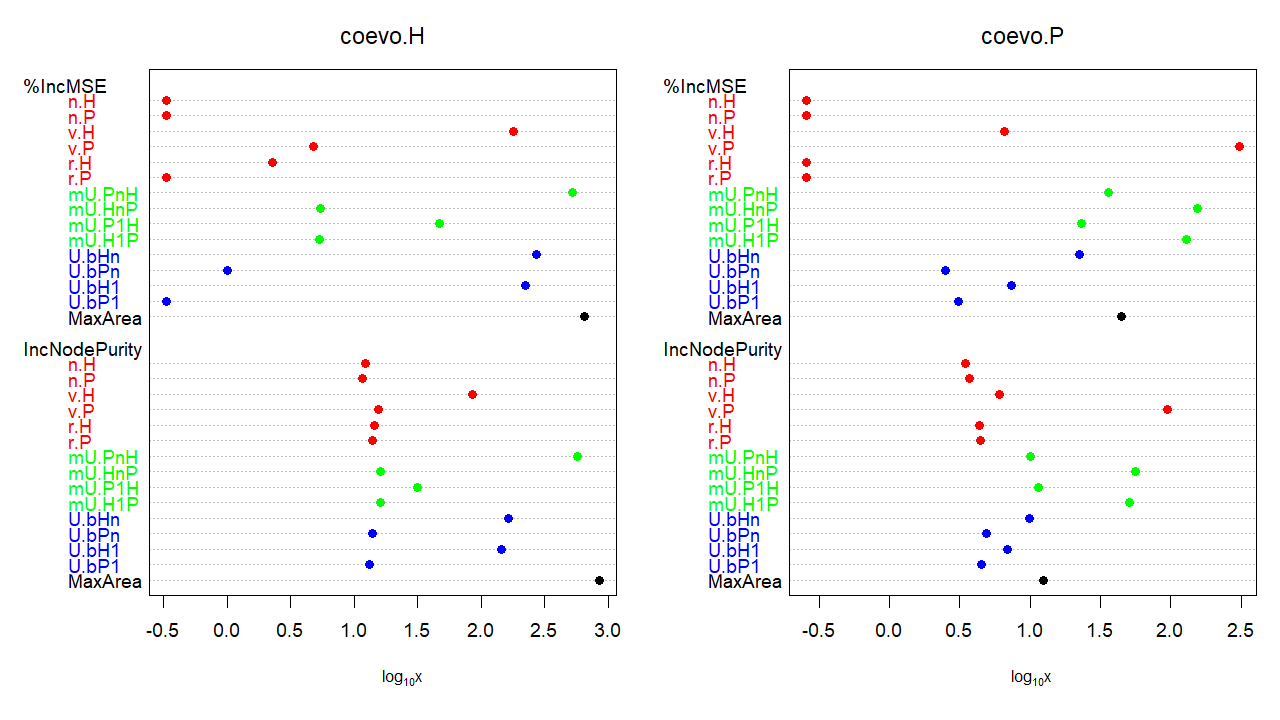 coevo.H
%IncMSE
n.H
n.P
v.H
v.P
r.H
r.P
mU.PnH
mU.HnP
mU.P1H
mU.H1P
U.bHn
U.bPn
U.bH1
U.bP1
MaxArea
IncNodePurity
n.H
n.P
v.H
v.P
r.H
r.P
mU.PnH
mU.HnP
mU.P1H
mU.H1P
U.bHn
U.bPn
U.bH1
U.bP1
MaxArea
-0.5 0.0 0.5 1.0 1.5 2.0 2.5 3.0
log₁₀x
coevo.P
%IncMSE
n.H
n.P
v.H
v.P
r.H
r.P
mU.PnH
mU.HnP
mU.P1H
mU.H1P
U.bHn
U.bPn
U.bH1
U.bP1
MaxArea
IncNodePurity
n.H
n.P
v.H
v.P
r.H
r.P
mU.PnH
mU.HnP
mU.P1H
mU.H1P
U.bHn
U.bPn
U.bH1
U.bP1
MaxArea
-0.5 0.0 0.5 1.0 1.5 2.0 2.5
log₁₀x